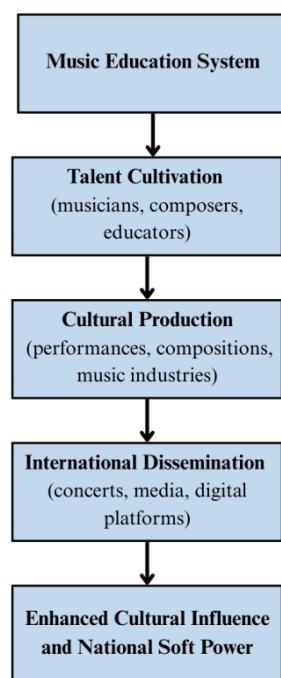 Music Education System
Talent Cultivation
(musicians, composers,
educators)
Cultural Production
(performances, compositions,
music industries)
International Dissemination
(concerts, media, digital
platforms)
Enhanced Cultural Influence
and National Soft Power